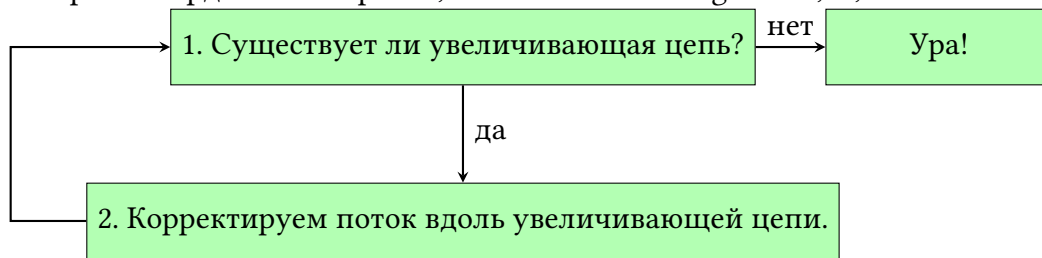 1. Существует ли увеличивающая цепь?
нет
Ура!
да
2. Корректируем поток вдоль увеличивающей цепи.